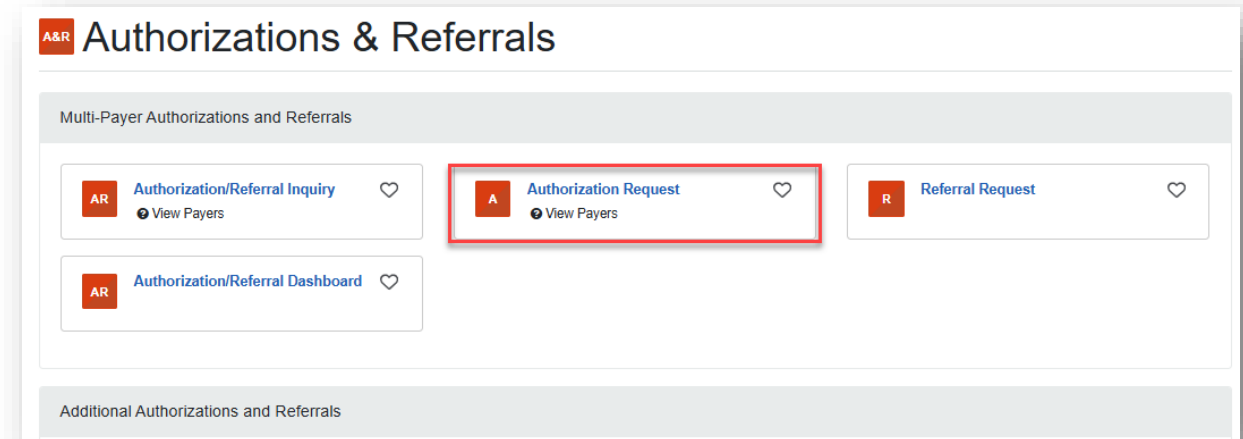 A&R Authorizations & Referrals
Multi-Payer Authorizations and Referrals
AR Authorization/Referral Inquiry
? View Payers
A Authorization Request
? View Payers
R Referral Request
AR Authorization/Referral Dashboard
Additional Authorizations and Referrals